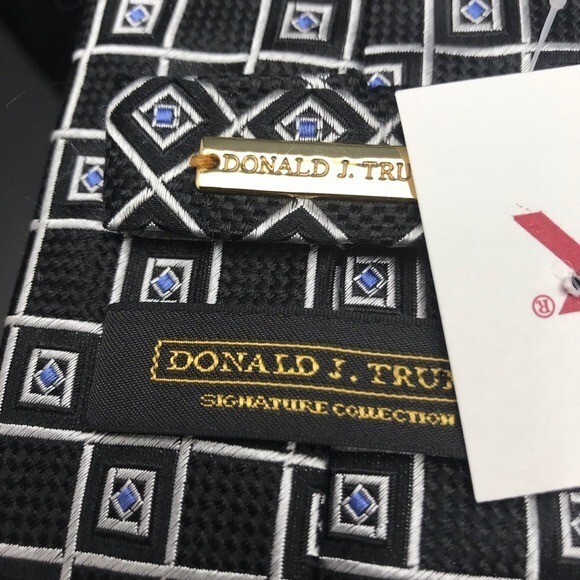 DONALD J. TRU
DONALD J. TRU
SIGNATURE COLLECTION
®